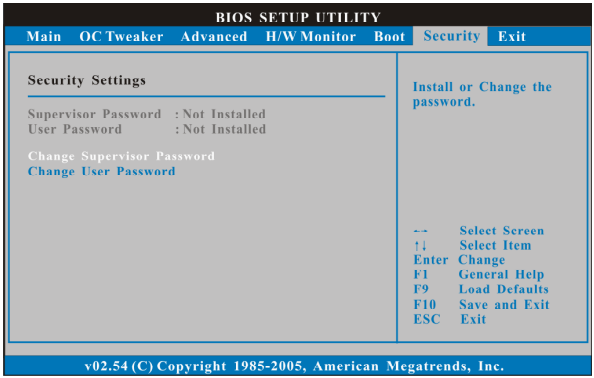 BIOS SETUP UTILITY
Main OC Tweaker Advanced H/W Monitor Boot Security Exit
Security Settings
Supervisor Password : Not Installed
User Password : Not Installed
Change Supervisor Password
Change User Password
Install or Change the
password.
←→ Select Screen
↑↓ Select Item
Enter Change
F1 General Help
F9 Load Defaults
F10 Save and Exit
ESC Exit
v02.54 (C) Copyright 1985-2005, American Megatrends, Inc.